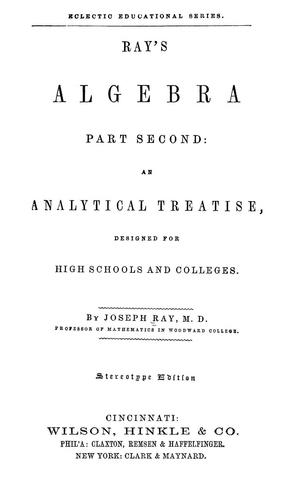 ECLECTIC EDUCATIONAL SERIES.
RAY'S
ALGEBRA
PART SECOND:
AN
ANALYTICAL TREATISE,
DESIGNED FOR
HIGH SCHOOLS AND COLLEGES.
BY JOSEPH RAY, M. D.
PROFESSOR OF MATHEMATICS IN WOODWARD COLLEGE.
Stereotype Edition
CINCINNATI:
WILSON, HINKLE & CO.
PHIL'A: CLAXTON, REMSEN & HAFFELFINGER.
NEW YORK: CLARK & MAYNARD.